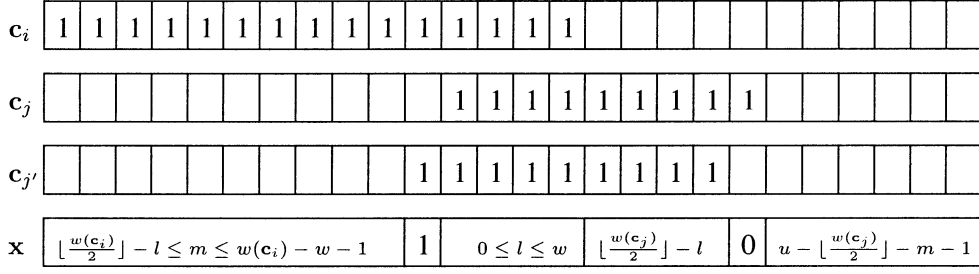 c_i 1 1 1 1 1 1 1 1 1 1 1 1 1 1 1
c_j 1 1 1 1 1 1 1 1 1
c_{j'} 1 1 1 1 1 1 1 1 1
x ⌊w(c_i)/2⌋ − l ≤ m ≤ w(c_i) − w − 1 1 0 ≤ l ≤ w ⌊w(c_j)/2⌋ − l 0 u − ⌊w(c_j)/2⌋ − m − 1